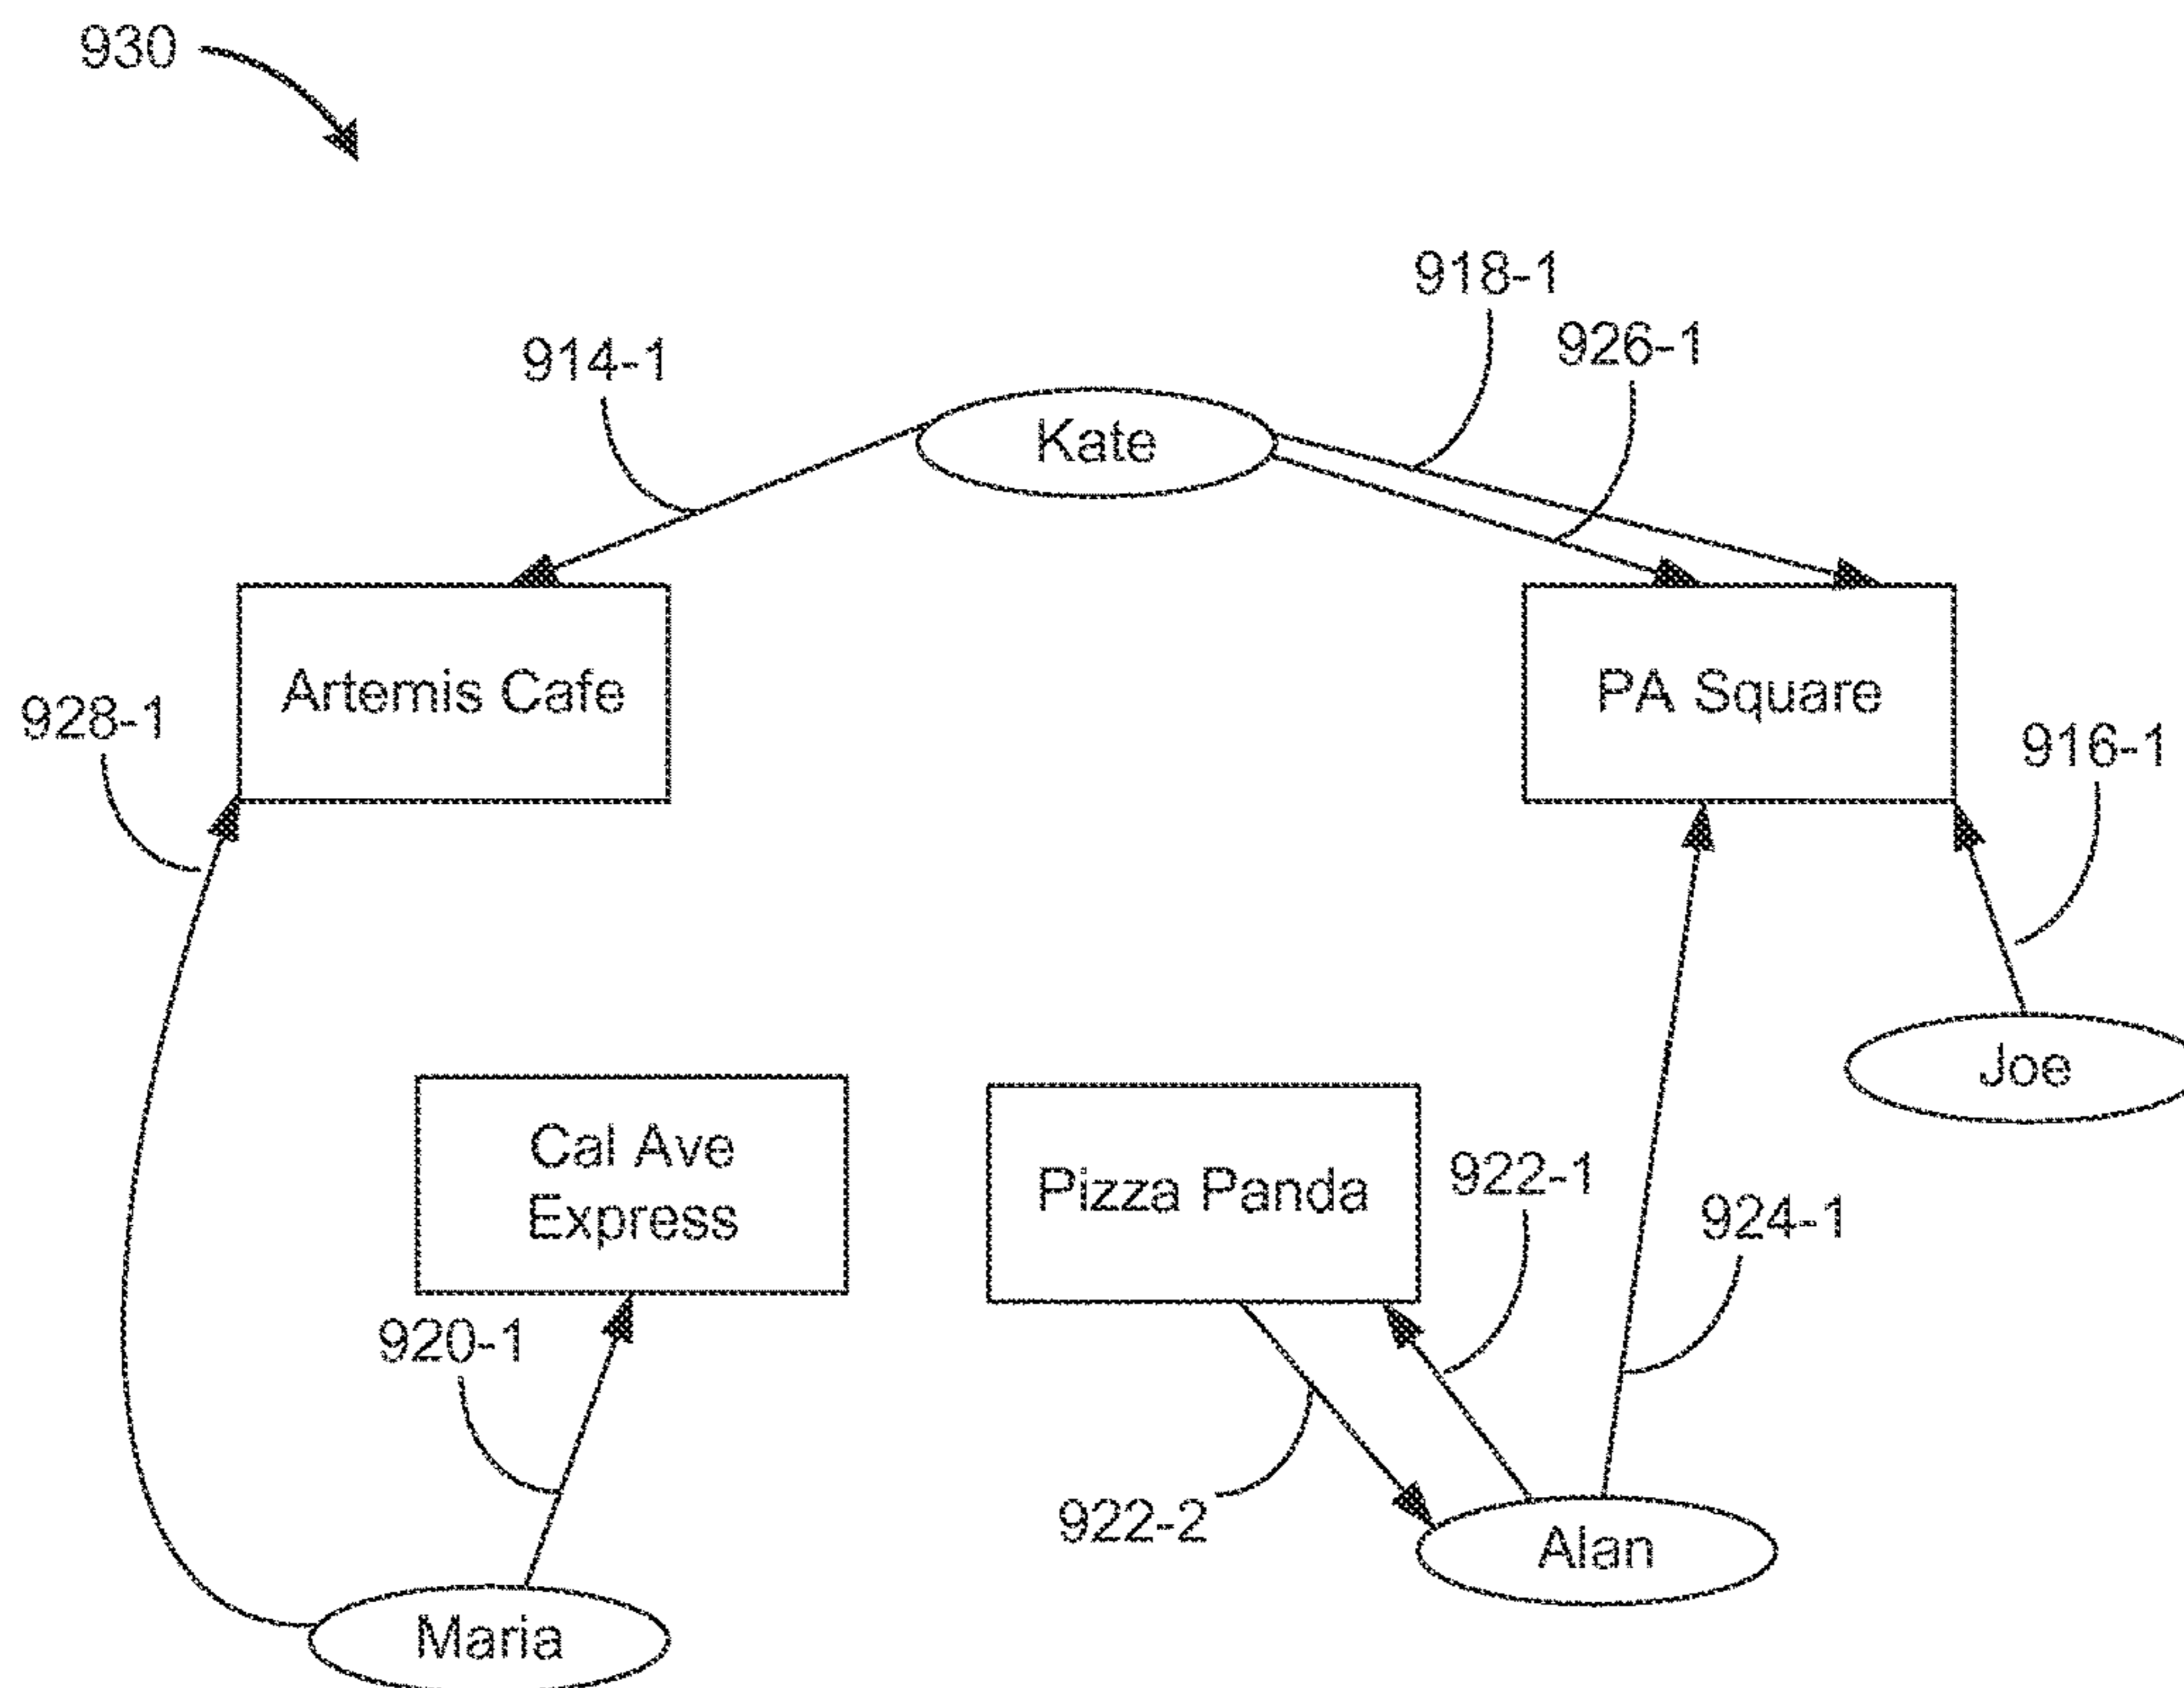 930
918-1
926-1
914-1
Kate
Artemis Cafe
PA Square
928-1
916-1
Joe
Cal Ave
Express
Pizza Panda
922-1
924-1
920-1
922-2
Alan
Maria